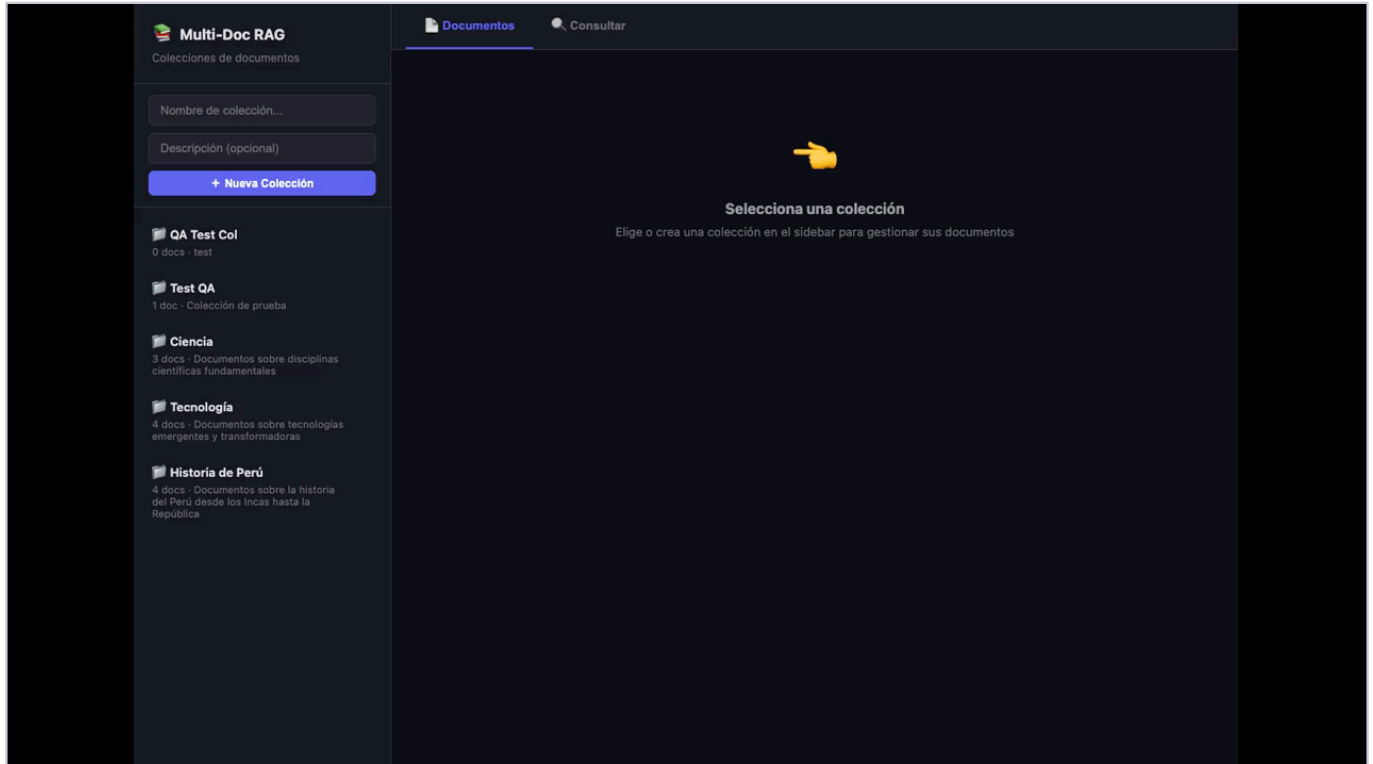 Multi-Doc RAG
Colecciones de documentos
Nombre de colección...
Descripción (opcional)
+ Nueva Colección
QA Test Col
0 docs · test
Test QA
1 doc · Colección de prueba
Ciencia
3 docs · Documentos sobre disciplinas
científicas fundamentales
Tecnología
4 docs · Documentos sobre tecnologías
emergentes y transformadoras
Historia de Perú
4 docs · Documentos sobre la historia
del Perú desde los Incas hasta la
República
Documentos
Consultar
Selecciona una colección
Elige o crea una colección en el sidebar para gestionar sus documentos